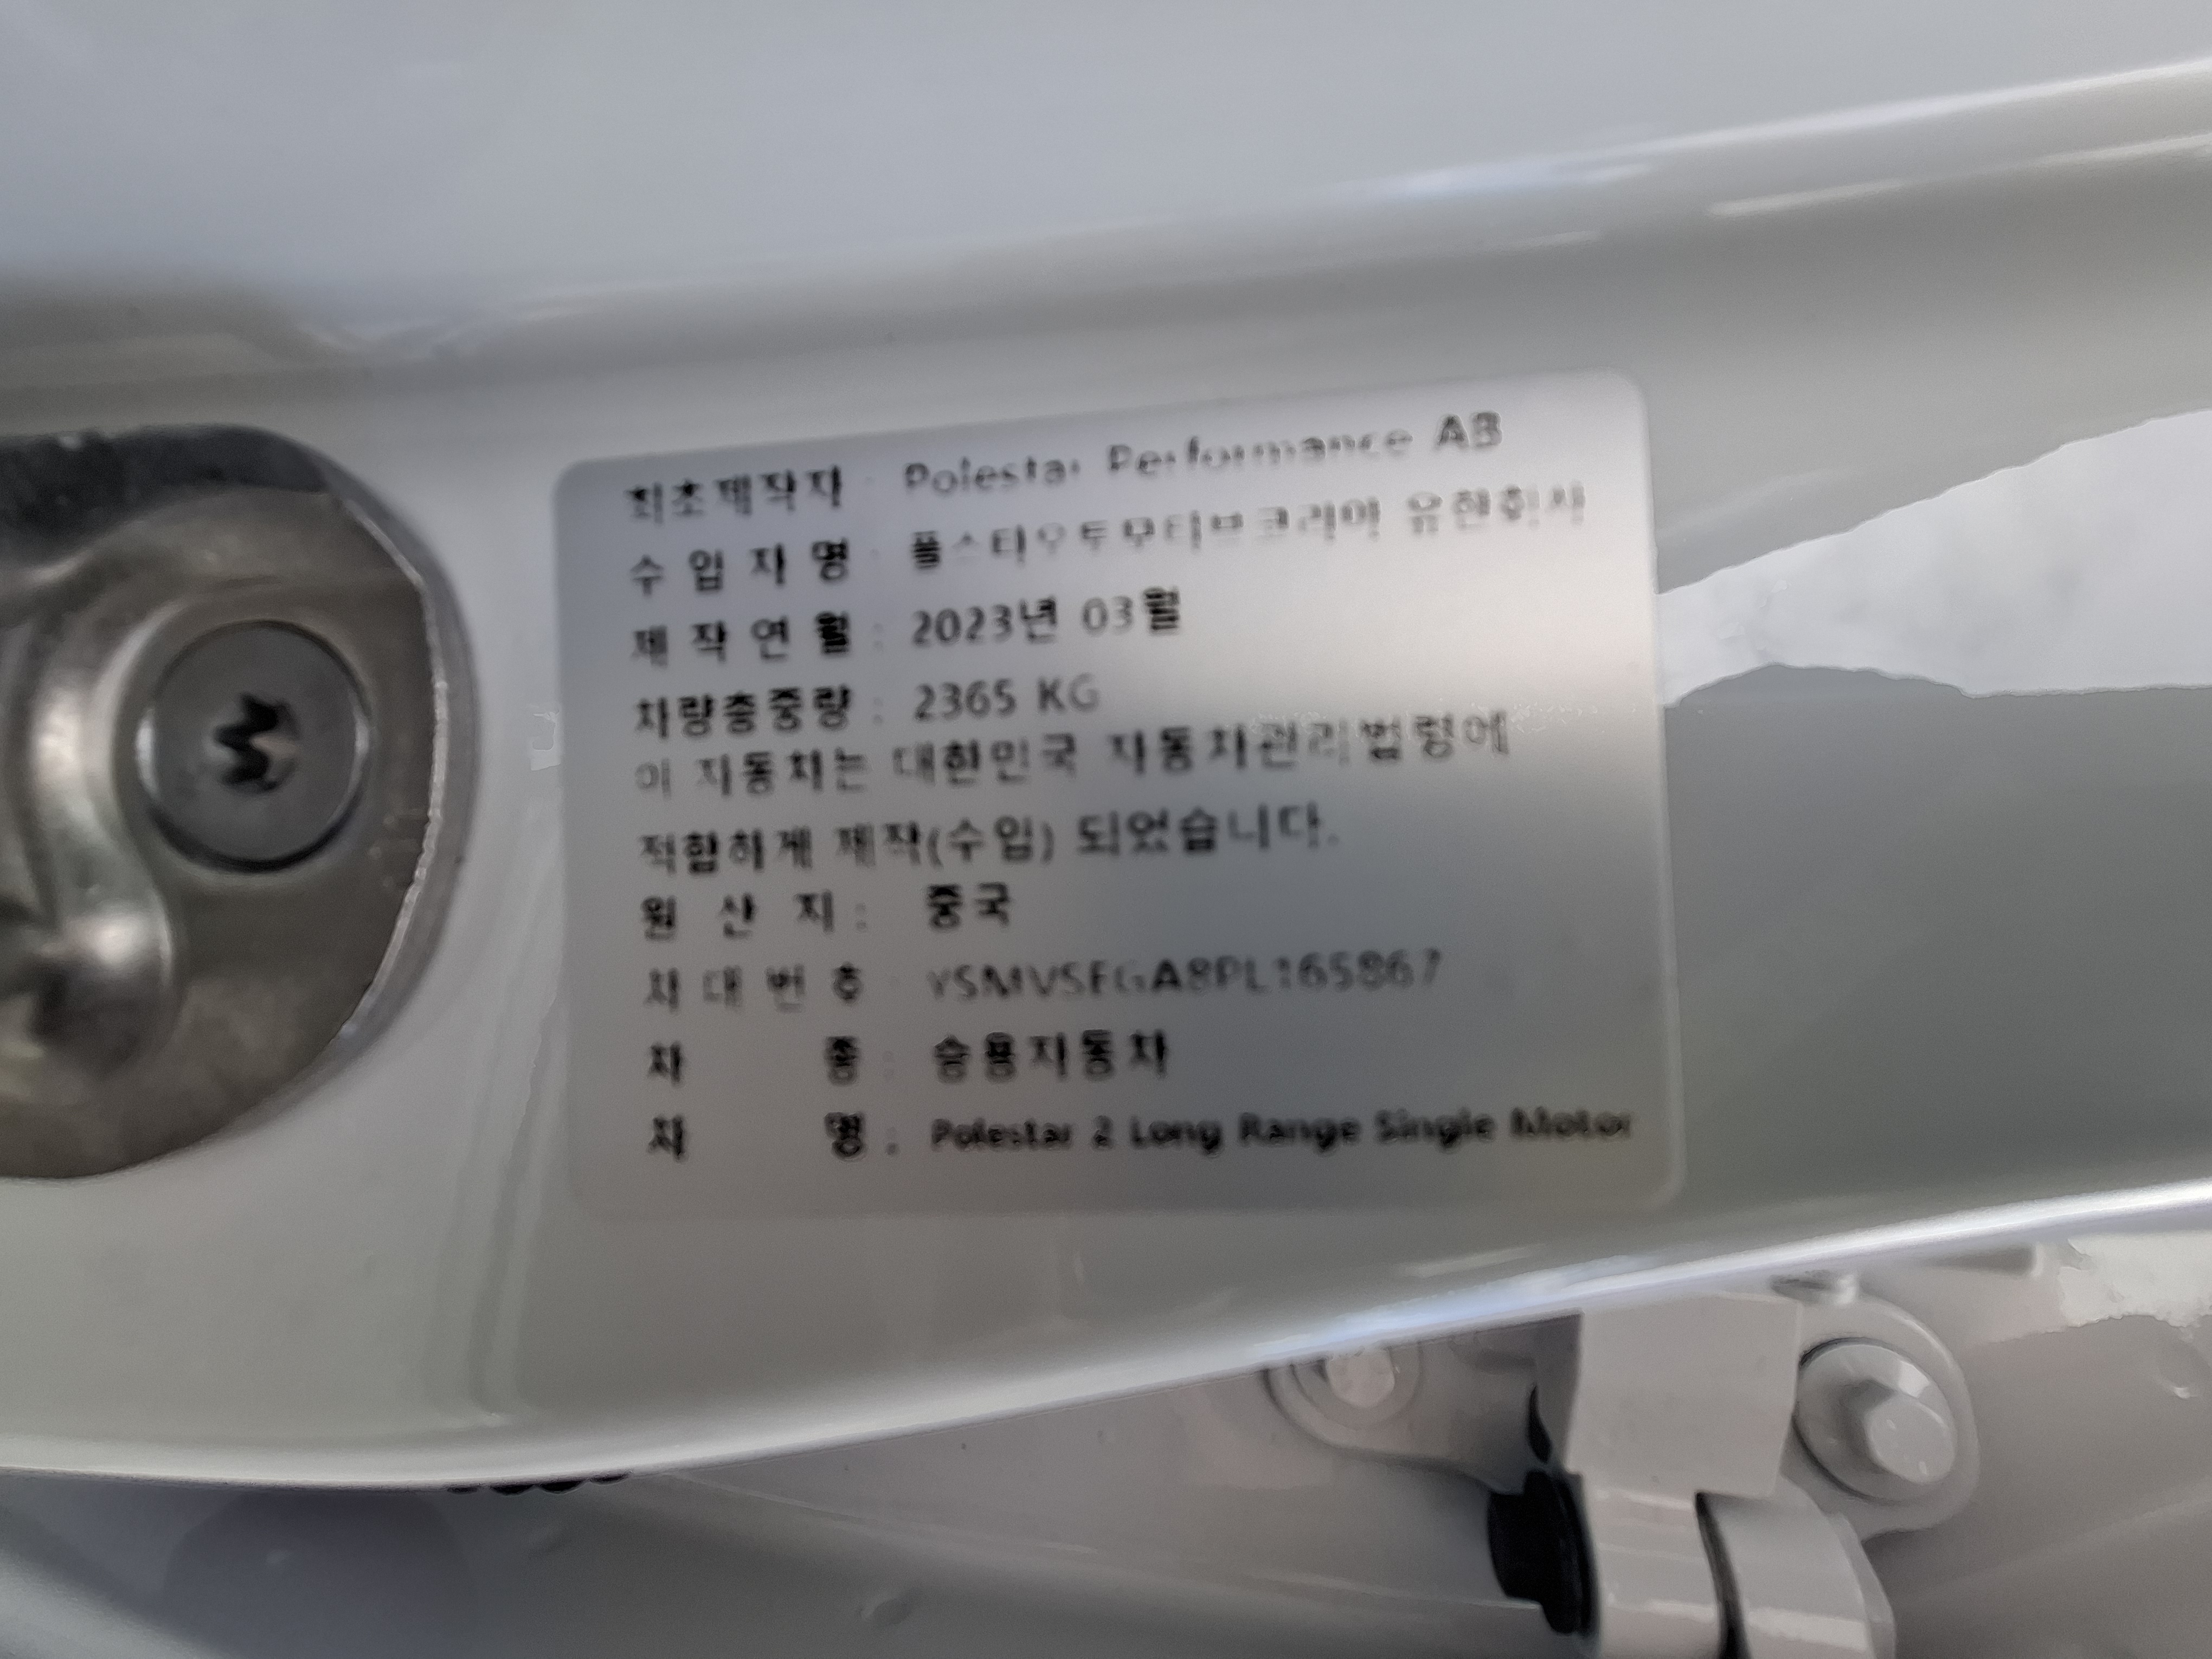 최초제작자 : Polestar Performance AB
수 입 자 명 : 폴스타오토모티브코리아 유한회사
제 작 연 월 : 2023년 03월
차량총중량 : 2365 KG
이 자동차는 대한민국 자동차관리법령에
적합하게 제작(수입) 되었습니다.
원 산 지 : 중국
차 대 번 호
차 종 : 승용자동차
차 명 : Polestar 2 Long Range Single Motor